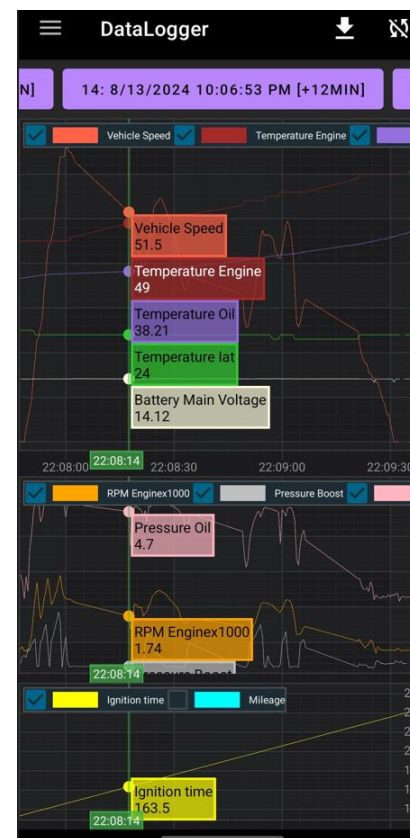 DataLogger
N]
14: 8/13/2024 10:06:53 PM [+12MIN]
Vehicle Speed
Temperature Engine
Vehicle Speed
51.5
Temperature Engine
49
Temperature Oil
38.21
Temperature Iat
24
Battery Main Voltage
14.12
22:08:00
22:08:14
22:08:30
22:09:00
22:09:30
RPM Enginex1000
Pressure Boost
Pressure Oil
4.7
RPM Enginex1000
1.74
Pressure Boost
22:08:14
Ignition time
Mileage
Ignition time
163.5
22:08:14